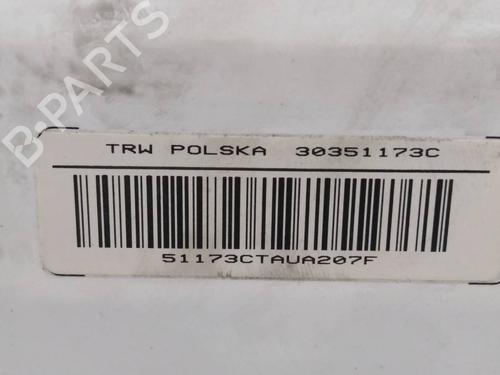 B-PARTS
TRW POLSKA 30351173C
51173CTAUA207F